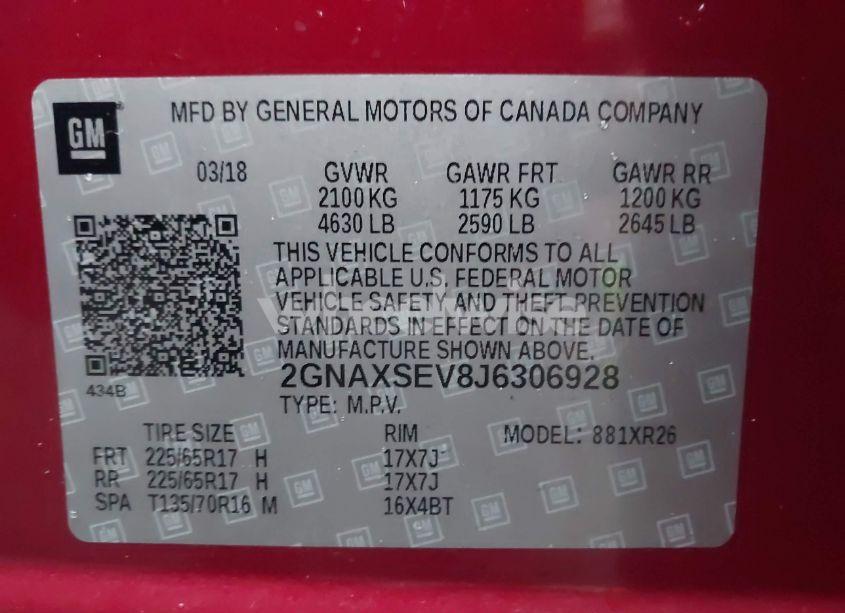 GM
MFD BY GENERAL MOTORS OF CANADA COMPANY
03/18 GVWR GAWR FRT GAWR RR
2100 KG 1175 KG 1200 KG
4630 LB 2590 LB 2645 LB
THIS VEHICLE CONFORMS TO ALL
APPLICABLE U.S. FEDERAL MOTOR
VEHICLE SAFETY AND THEFT PREVENTION
STANDARDS IN EFFECT ON THE DATE OF
MANUFACTURE SHOWN ABOVE.
434B
2GNAXSEV8J6306928
TYPE: M.P.V.
TIRE SIZE RIM MODEL: 881XR26
FRT 225/65R17 H 17X7J
RR 225/65R17 H 17X7J
SPA T135/70R16 M 16X4BT